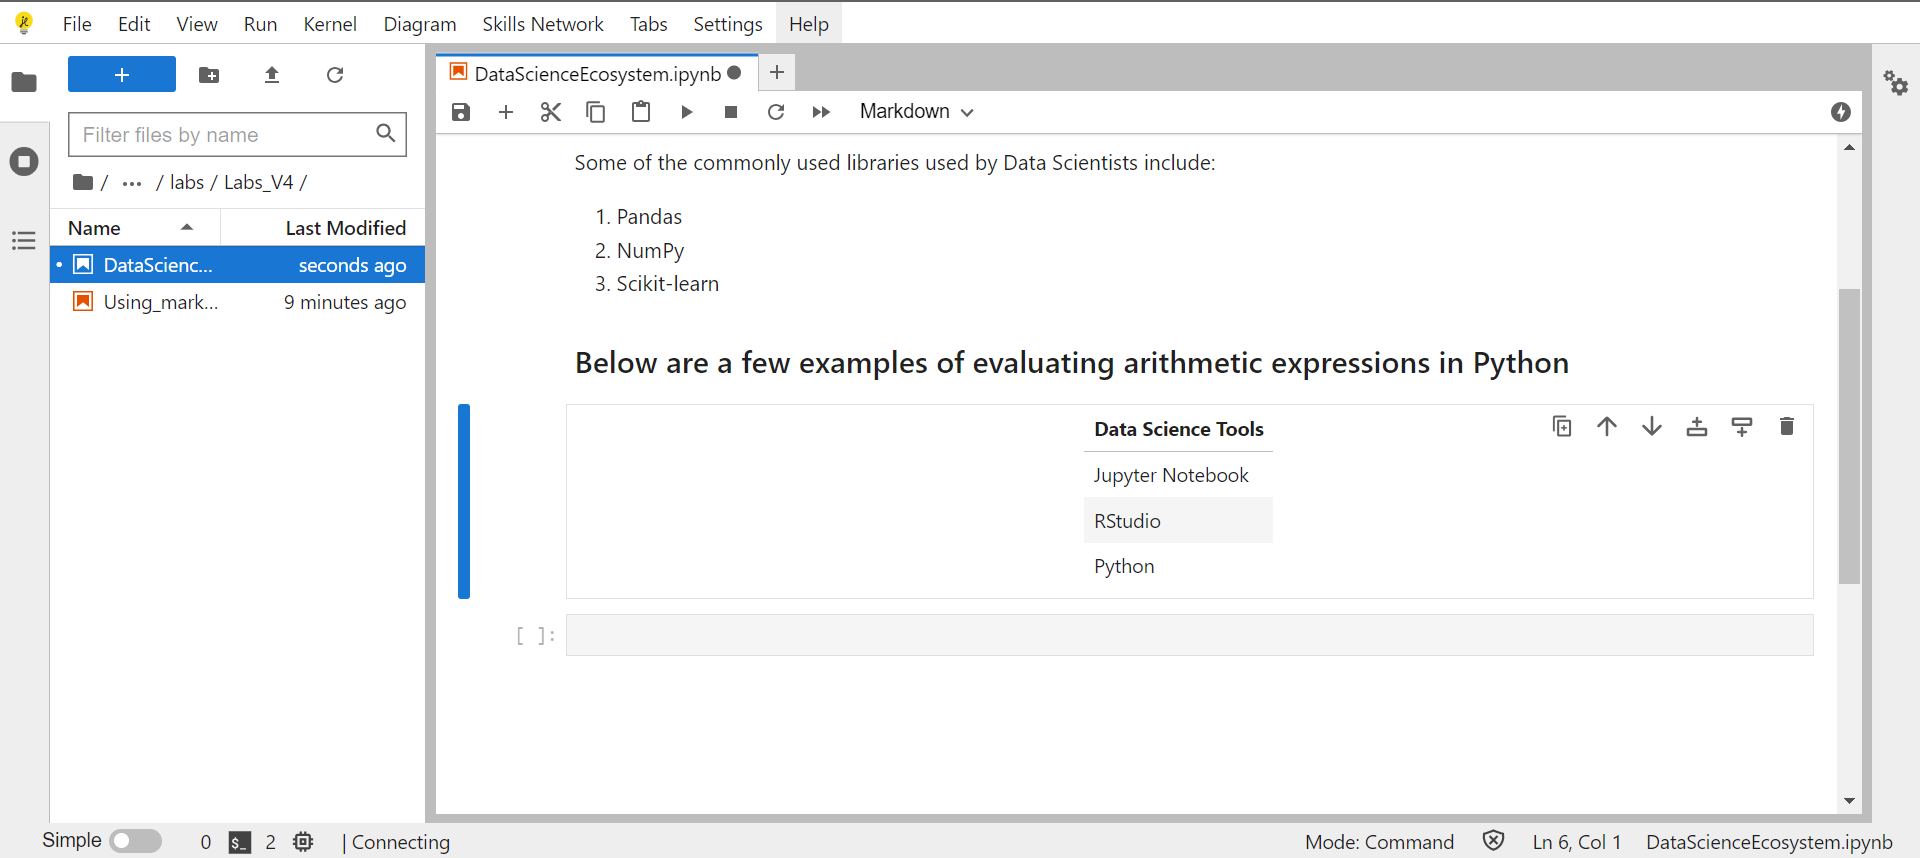 File Edit View Run Kernel Diagram Skills Network Tabs Settings Help
DataScienceEcosystem.ipynb
Markdown
Filter files by name
/ ... / labs / Labs_V4 /
Name Last Modified
DataScienc... seconds ago
Using_mark... 9 minutes ago
Some of the commonly used libraries used by Data Scientists include:
1. Pandas
2. NumPy
3. Scikit-learn
Below are a few examples of evaluating arithmetic expressions in Python
Data Science Tools
Jupyter Notebook
RStudio
Python
[ ]:
Simple 0 $_ 2 | Connecting Mode: Command Ln 6, Col 1 DataScienceEcosystem.ipynb